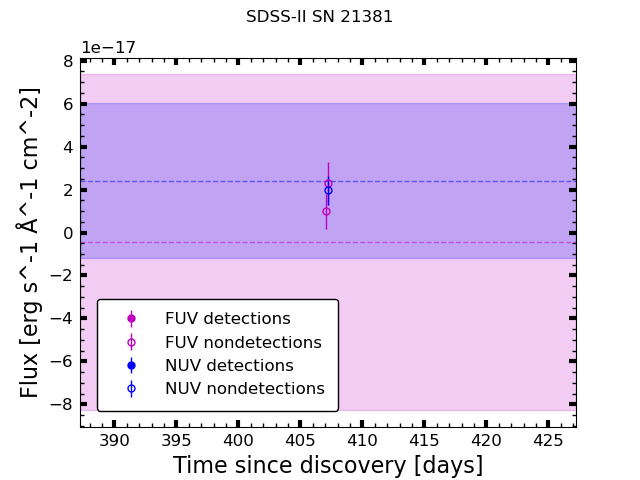 SDSS-II SN 21381
1e−17
8
6
4
2
0
−2
−4
−6
−8
Flux [erg s^-1 Å^-1 cm^-2]
FUV detections
FUV nondetections
NUV detections
NUV nondetections
390 395 400 405 410 415 420 425
Time since discovery [days]